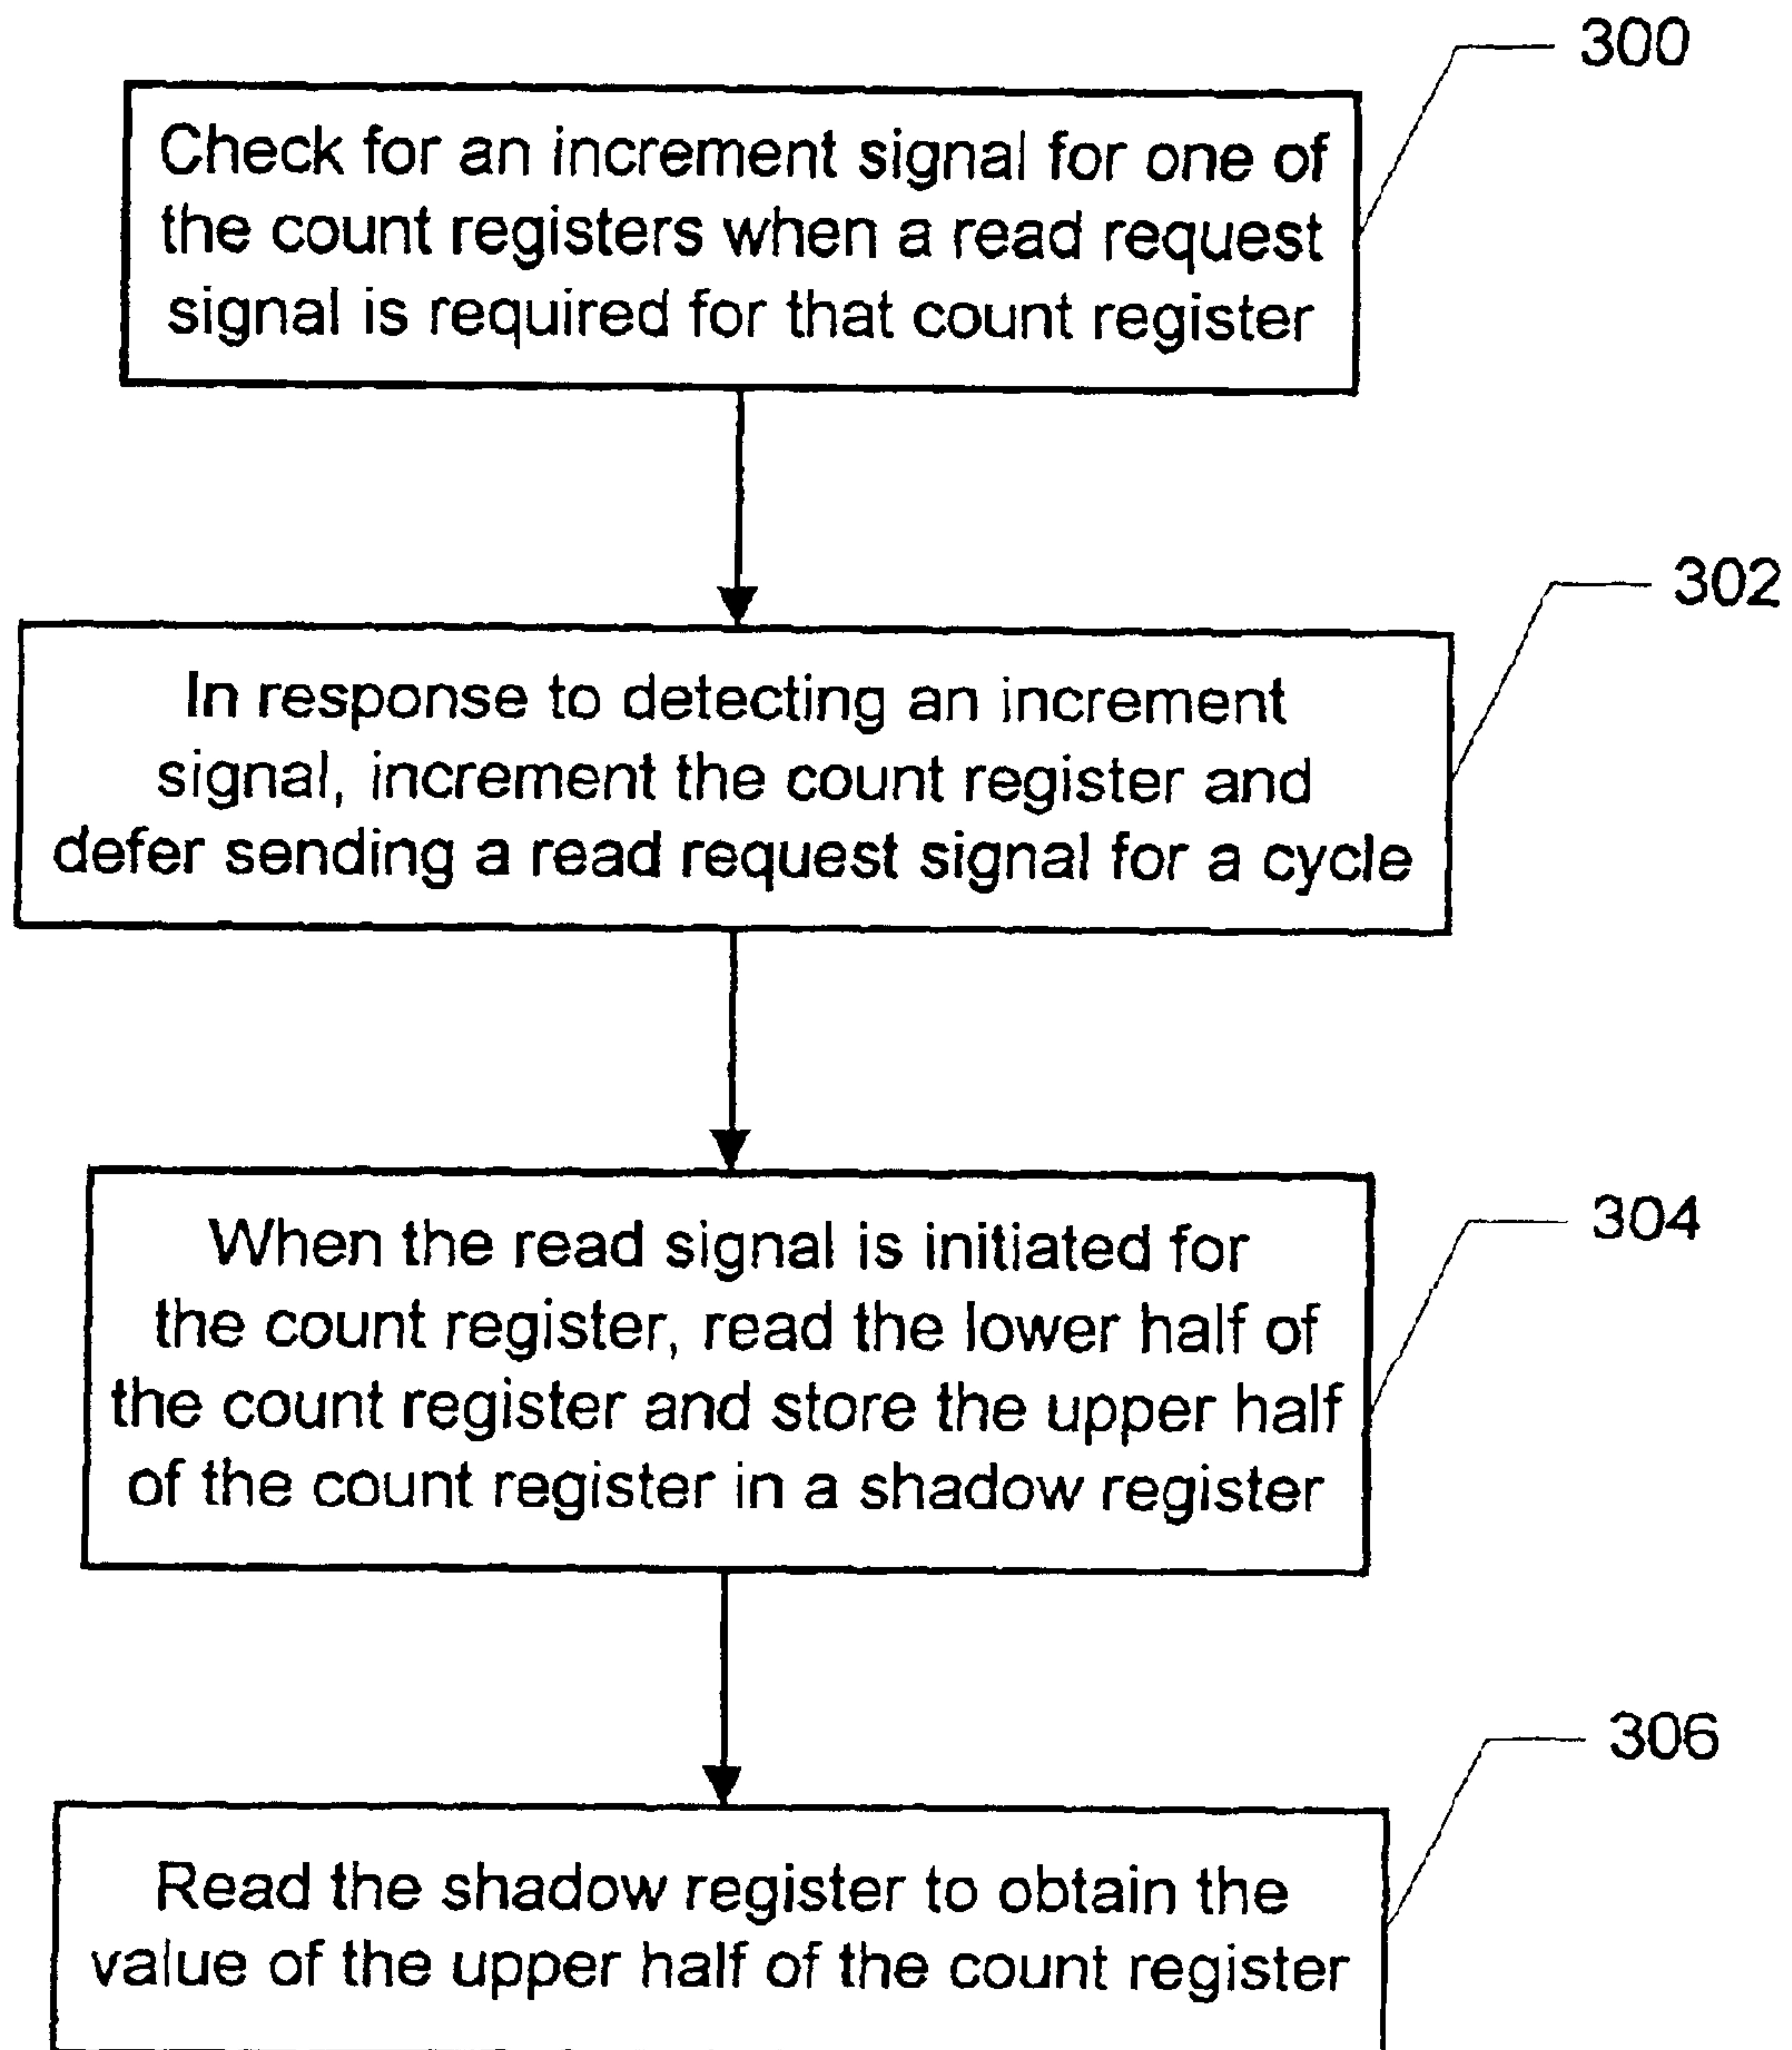 300
Check for an increment signal for one of
the count registers when a read request
signal is required for that count register
302
In response to detecting an increment
signal, increment the count register and
defer sending a read request signal for a cycle
304
When the read signal is initiated for
the count register, read the lower half of
the count register and store the upper half
of the count register in a shadow register
306
Read the shadow register to obtain the
value of the upper half of the count register